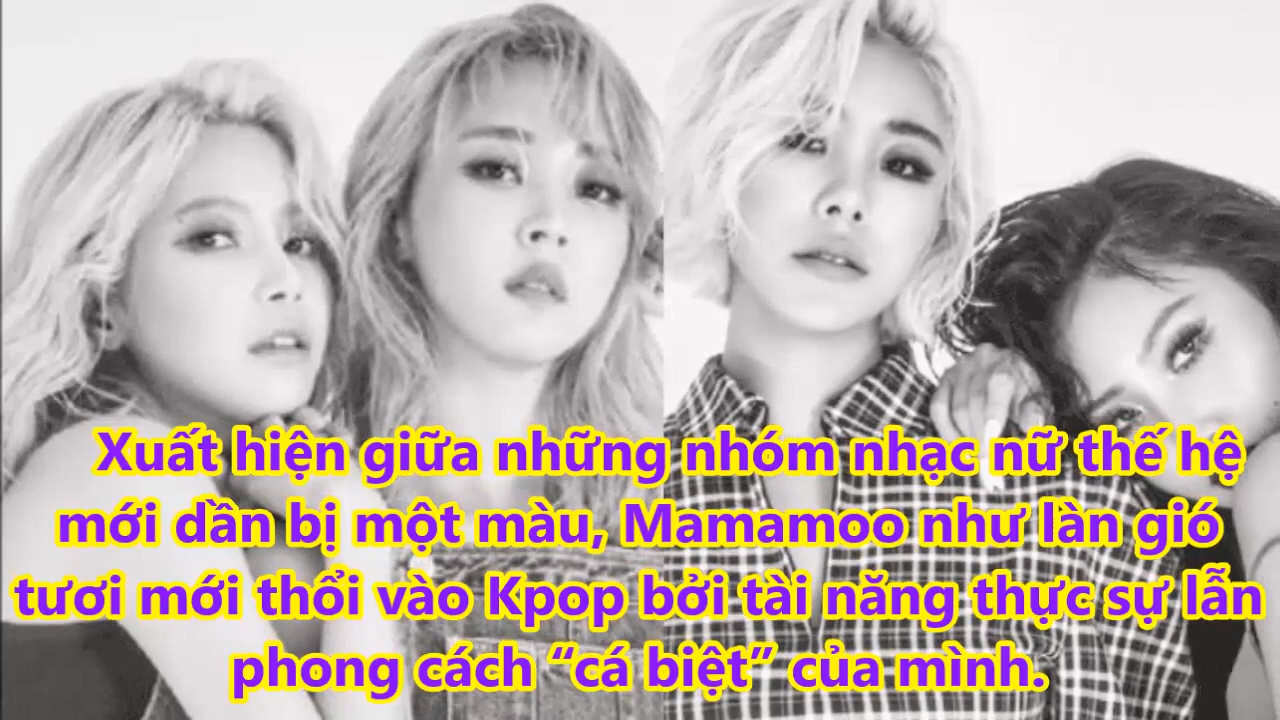 Xuất hiện giữa những nhóm nhạc nữ thế hệ
mới dần bị một màu, Mamamoo như làn gió
tươi mới thổi vào Kpop bởi tài năng thực sự lẫn
phong cách “cá biệt” của mình.